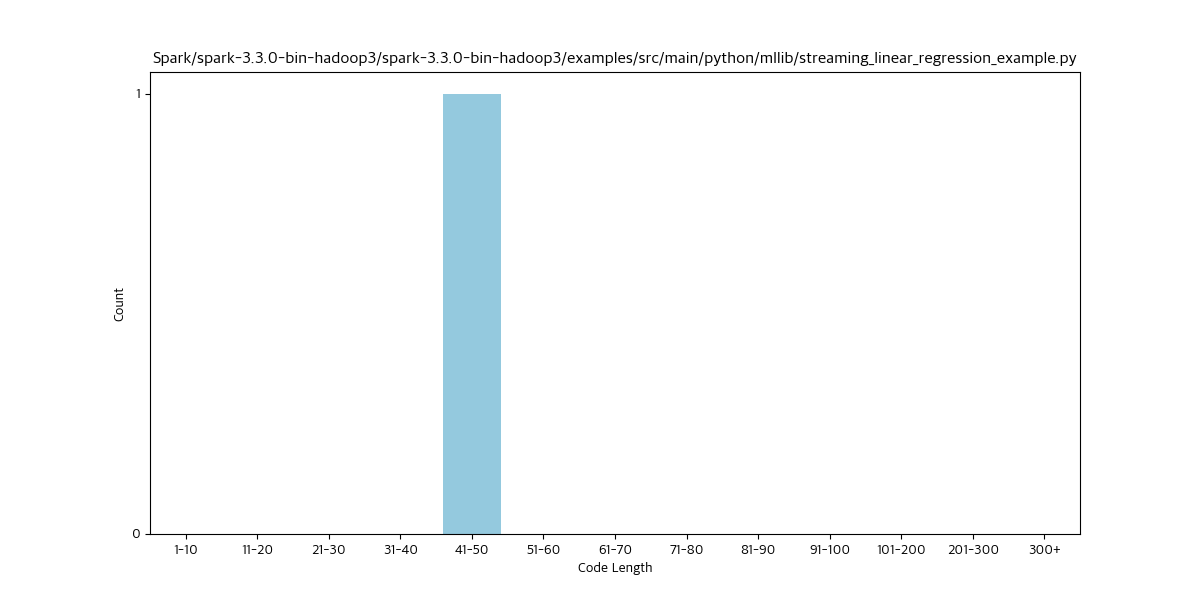 Spark/spark-3.3.0-bin-hadoop3/spark-3.3.0-bin-hadoop3/examples/src/main/python/mllib/streaming_linear_regression_example.py
1
Count
0
1-10 11-20 21-30 31-40 41-50 51-60 61-70 71-80 81-90 91-100 101-200 201-300 300+
Code Length